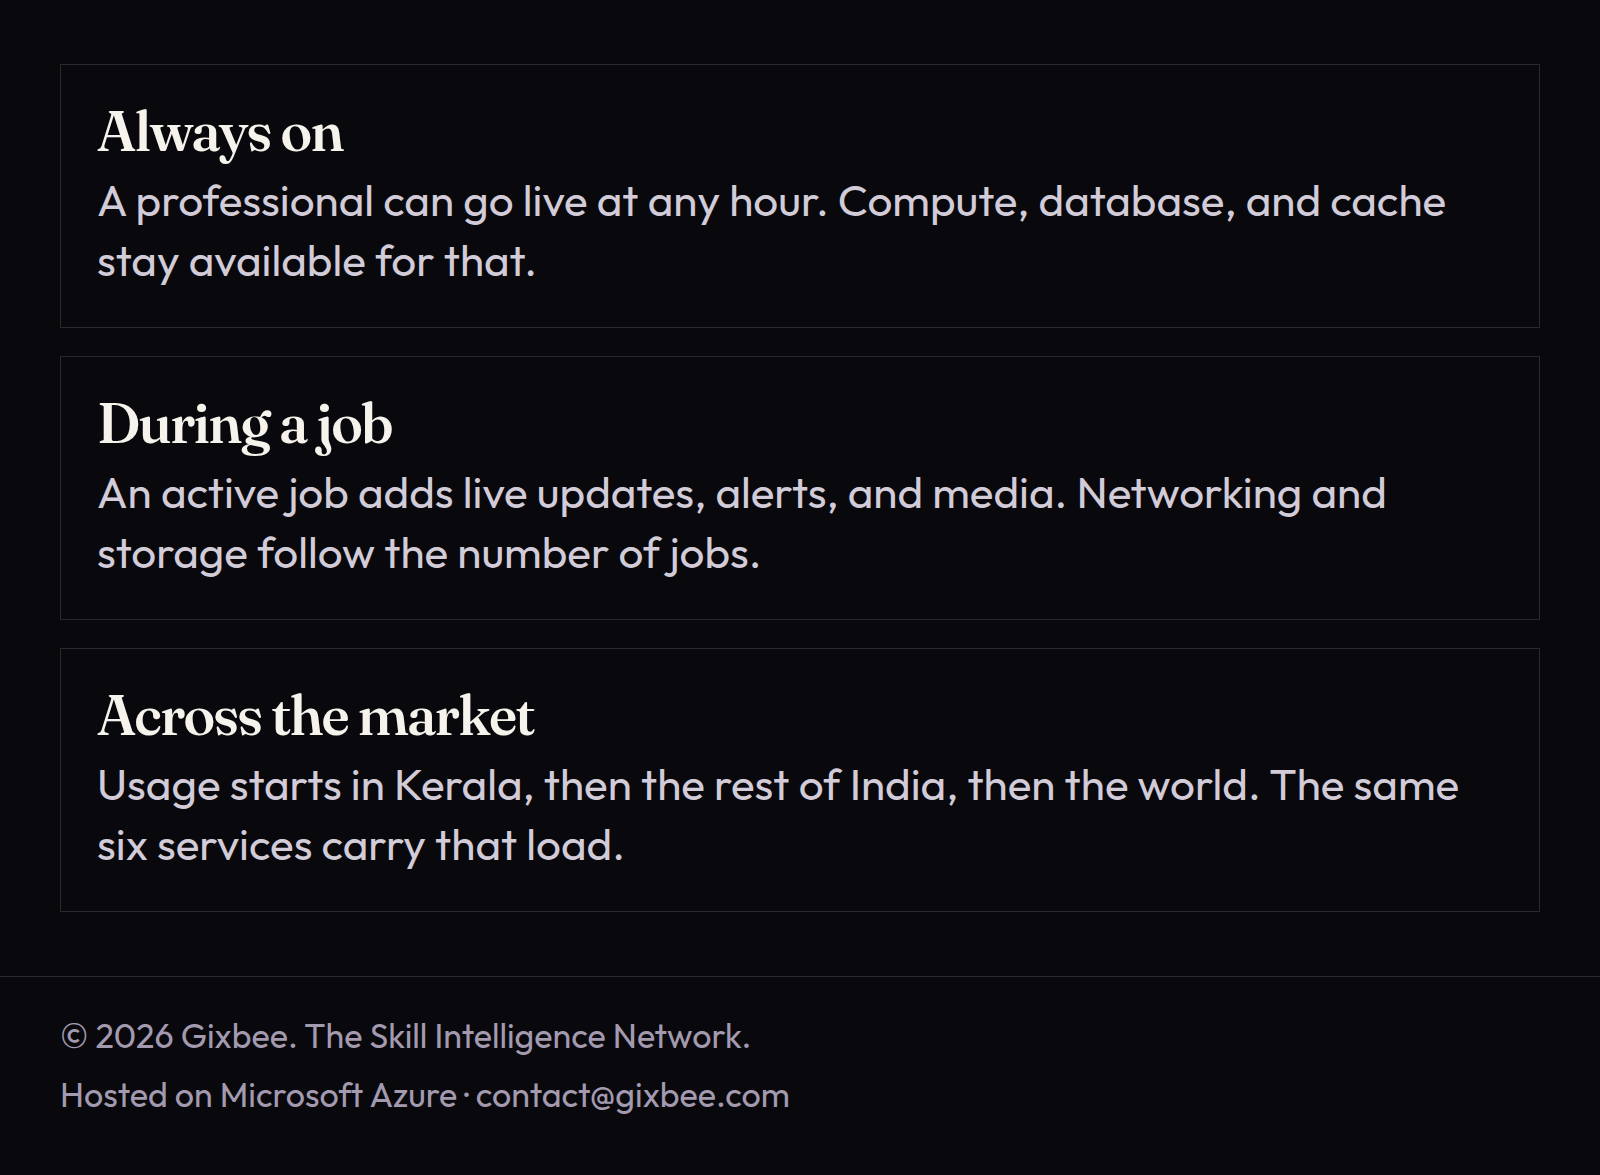 Always on
A professional can go live at any hour. Compute, database, and cache
stay available for that.
During a job
An active job adds live updates, alerts, and media. Networking and
storage follow the number of jobs.
Across the market
Usage starts in Kerala, then the rest of India, then the world. The same
six services carry that load.
© 2026 Gixbee. The Skill Intelligence Network.
Hosted on Microsoft Azure · contact@gixbee.com